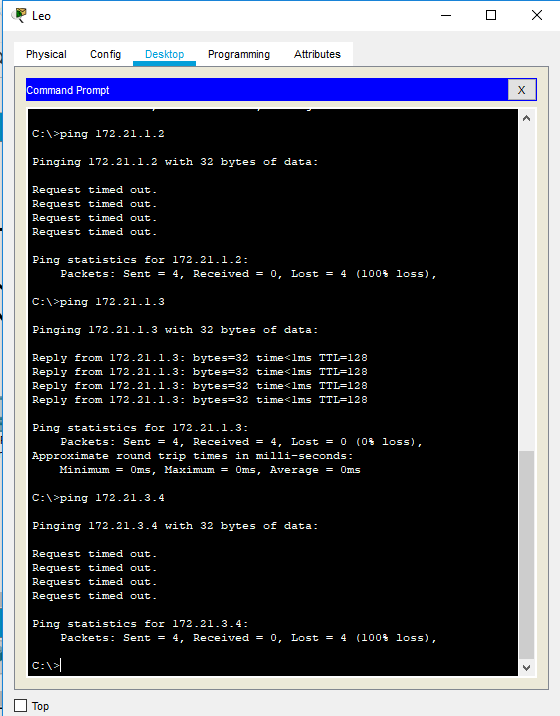 Leo
Physical Config Desktop Programming Attributes
Command Prompt X
C:\>ping 172.21.1.2
Pinging 172.21.1.2 with 32 bytes of data:
Request timed out.
Request timed out.
Request timed out.
Request timed out.
Ping statistics for 172.21.1.2:
    Packets: Sent = 4, Received = 0, Lost = 4 (100% loss),
C:\>ping 172.21.1.3
Pinging 172.21.1.3 with 32 bytes of data:
Reply from 172.21.1.3: bytes=32 time<1ms TTL=128
Reply from 172.21.1.3: bytes=32 time<1ms TTL=128
Reply from 172.21.1.3: bytes=32 time<1ms TTL=128
Reply from 172.21.1.3: bytes=32 time<1ms TTL=128
Ping statistics for 172.21.1.3:
    Packets: Sent = 4, Received = 4, Lost = 0 (0% loss),
Approximate round trip times in milli-seconds:
    Minimum = 0ms, Maximum = 0ms, Average = 0ms
C:\>ping 172.21.3.4
Pinging 172.21.3.4 with 32 bytes of data:
Request timed out.
Request timed out.
Request timed out.
Request timed out.
Ping statistics for 172.21.3.4:
    Packets: Sent = 4, Received = 0, Lost = 4 (100% loss),
C:\>
Top